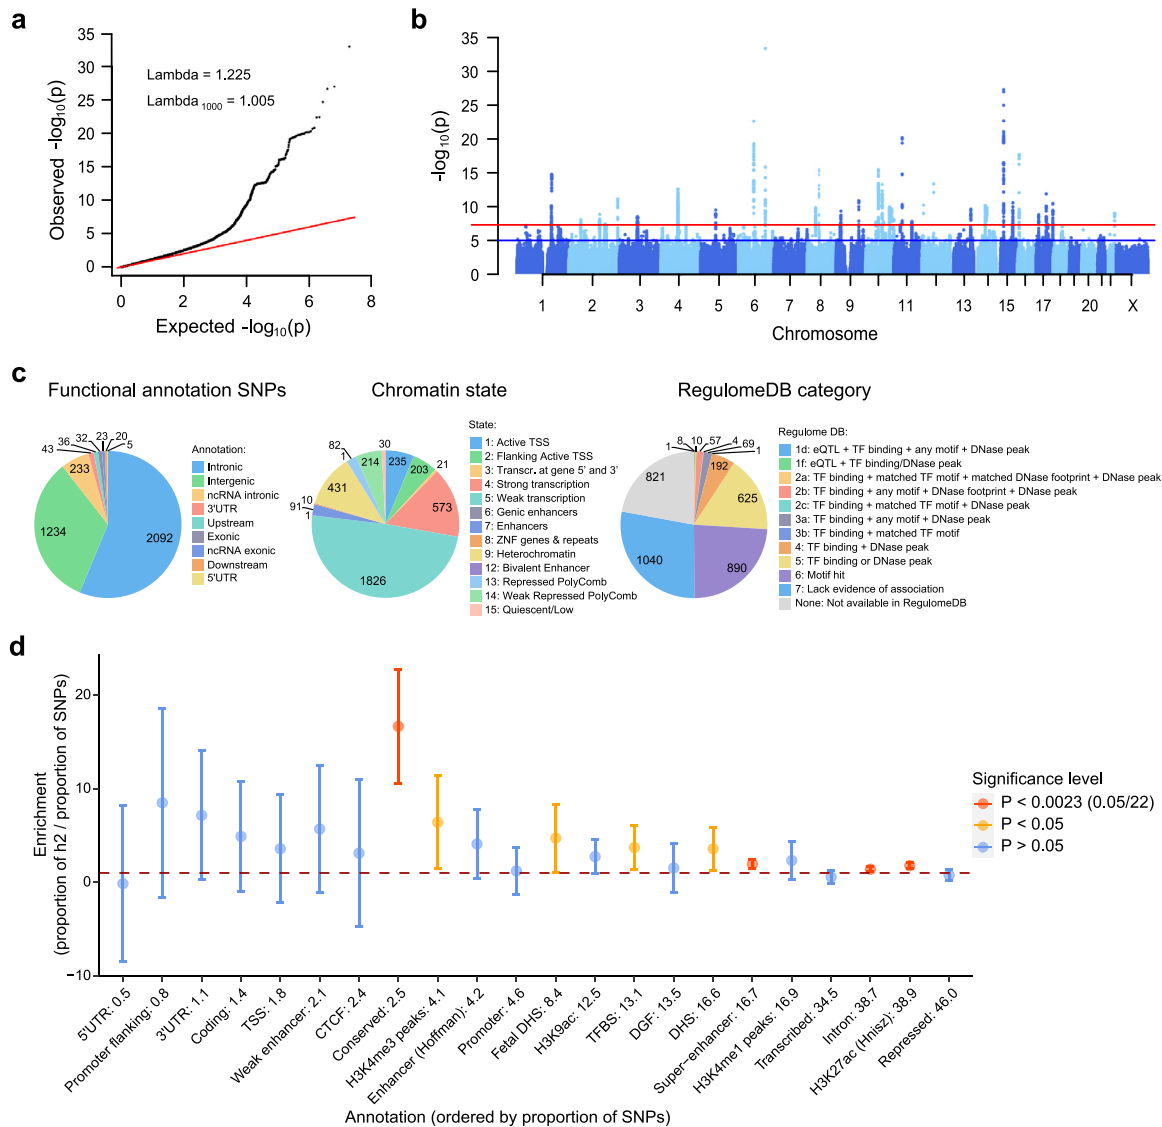 a
Observed -log10(p)
35
30
25
20
15
10
5
0
Lambda = 1.225
Lambda 1000 = 1.005
0
2
4
6
8
Expected -log10(p)
b
-log10(p)
35
30
25
20
15
10
5
0
1
2
3
4
5
6
7
8
9
11
13
15
17
20
X
Chromosome
c
Functional annotation SNPs
43
36
32
23
20
5
233
1234
2092
Annotation:
Intronic
Intergenic
ncRNA intronic
3'UTR
Upstream
Exonic
ncRNA exonic
Downstream
5'UTR
Chromatin state
30
82
1
214
235
203
21
431
573
10
91
1
1826
State:
1: Active TSS
2: Flanking Active TSS
3: Transcr. at gene 5' and 3'
4: Strong transcription
5: Weak transcription
6: Genic enhancers
7: Enhancers
8: ZNF genes & repeats
9: Heterochromatin
12: Bivalent Enhancer
13: Repressed PolyComb
14: Weak Repressed PolyComb
15: Quiescent/Low
RegulomeDB category
8
10
57
4
69
1
1
192
821
625
1040
890
Regulome DB:
1d: eQTL + TF binding + any motif + DNase peak
1f: eQTL + TF binding/DNase peak
2a: TF binding + matched TF motif + matched DNase footprint + DNase peak
2b: TF binding + any motif + DNase footprint + DNase peak
2c: TF binding + matched TF motif + DNase peak
3a: TF binding + any motif + DNase peak
3b: TF binding + matched TF motif
4: TF binding + DNase peak
5: TF binding or DNase peak
6: Motif hit
7: Lack evidence of association
None: Not available in RegulomeDB
d
Enrichment
(proportion of h2 / proportion of SNPs)
20
10
0
−10
5'UTR: 0.5
Promoter flanking: 0.8
3'UTR: 1.1
Coding: 1.4
TSS: 1.8
Weak enhancer: 2.1
CTCF: 2.4
Conserved: 2.5
H3K4me3 peaks: 4.1
Enhancer (Hoffman): 4.2
Promoter: 4.6
Fetal DHS: 8.4
H3K9ac: 12.5
TFBS: 13.1
DGF: 13.5
DHS: 16.6
Super−enhancer: 16.7
H3K4me1 peaks: 16.9
Transcribed: 34.5
Intron: 38.7
H3K27ac (Hnisz): 38.9
Repressed: 46.0
Annotation (ordered by proportion of SNPs)
Significance level
P < 0.0023 (0.05/22)
P < 0.05
P > 0.05